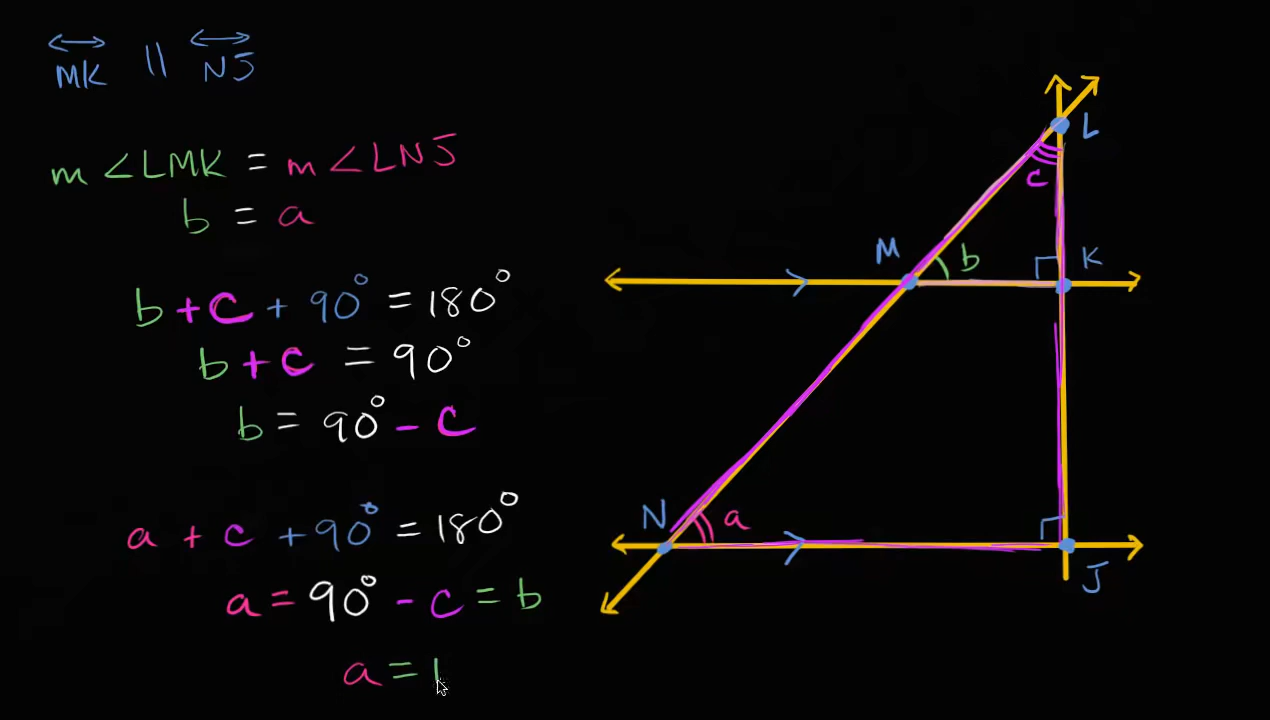 MK || NJ
m∠LMK = m∠LNJ
b = a
b + c + 90° = 180°
b + c = 90°
b = 90° - c
a + c + 90° = 180°
a = 90° - c = b
a =
L
c
M
b
K
N
a
J